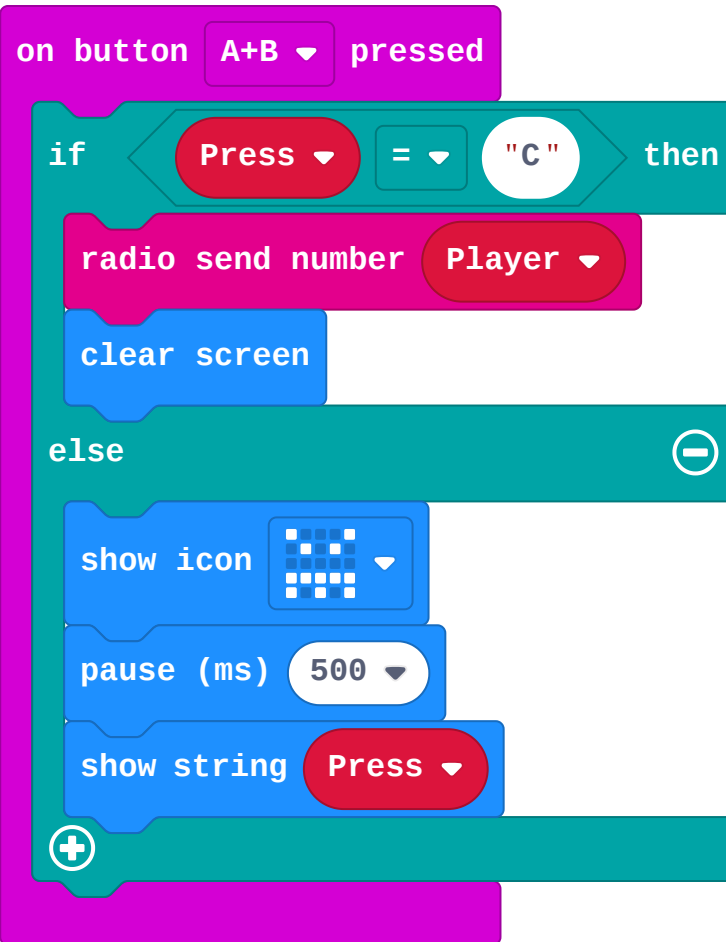 on button A+B pressed
if Press = "C" then
radio send number Player
clear screen
else
show icon
pause (ms) 500
show string Press